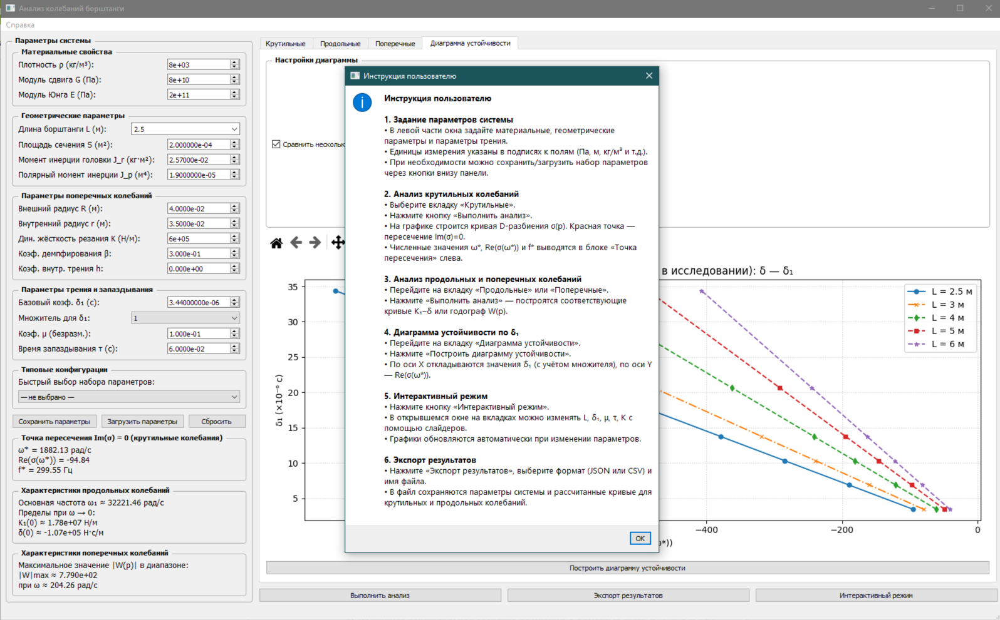 Анализ колебаний борштанги
Справка
Параметры системы
Материальные свойства
Плотность ρ (кг/м³): 8e+03
Модуль сдвига G (Па): 8e+10
Модуль Юнга E (Па): 2e+11
Геометрические параметры
Длина борштанги L (м): 2.5
Площадь сечения S (м²): 2.000000e-04
Момент инерции головки J_r (кг·м²): 2.57000e-02
Полярный момент инерции J_p (м⁴): 1.9000000e-05
Параметры поперечных колебаний
Внешний радиус R (м): 4.0000e-02
Внутренний радиус r (м): 3.5000e-02
Дин. жёсткость резания K (Н/м): 6e+05
Коэф. демпфирования β: 3.000e-01
Коэф. внутр. трения h: 0.000e+00
Параметры трения и запаздывания
Базовый коэф. δ₁ (с): 3.44000000e-06
Множитель для δ₁: 1
Коэф. μ (безразм.): 1.000e-01
Время запаздывания τ (с): 6.0000e-02
Типовые конфигурации
Быстрый выбор набора параметров:
— не выбрано —
Сохранить параметры Загрузить параметры Сбросить
Точка пересечения Im(σ) = 0 (крутильные колебания)
ω* = 1882.13 рад/с
Re(σ(ω*)) = -94.84
f* = 299.55 Гц
Характеристики продольных колебаний
Основная частота ω₁ ≈ 32221.46 рад/с
Пределы при ω → 0:
K₁(0) ≈ 1.78e+07 Н/м
δ(0) ≈ -1.07e+05 Н·с/м
Характеристики поперечных колебаний
Максимальное значение |W(p)| в диапазоне:
|W|max ≈ 7.790e+02
при ω ≈ 204.26 рад/с
Крутильные Продольные Поперечные Диаграмма устойчивости
Настройки диаграммы
Сравнить нескольк
Инструкция пользователю
Инструкция пользователю
1. Задание параметров системы
• В левой части окна задайте материальные, геометрические
параметры и параметры трения.
• Единицы измерения указаны в подписях к полям (Па, м, кг/м³ и т.д.).
• При необходимости можно сохранить/загрузить набор параметров
через кнопки внизу панели.
2. Анализ крутильных колебаний
• Выберите вкладку «Крутильные».
• Нажмите кнопку «Выполнить анализ».
• На графике строится кривая D-разбиения σ(p). Красная точка —
пересечение Im(σ)=0.
• Численные значения ω*, Re(σ(ω*)) и f* выводятся в блоке «Точка
пересечения» слева.
3. Анализ продольных и поперечных колебаний
• Перейдите на вкладку «Продольные» или «Поперечные».
• Нажмите «Выполнить анализ» — построятся соответствующие
кривые K₁–δ или годограф W(p).
4. Диаграмма устойчивости по δ₁
• Перейдите на вкладку «Диаграмма устойчивости».
• Нажмите «Построить диаграмму устойчивости».
• По оси X откладываются значения δ₁ (с учётом множителя), по оси Y
— Re(σ(ω*)).
5. Интерактивный режим
• Нажмите кнопку «Интерактивный режим».
• В открывшемся окне на вкладках можно изменять L, δ₁, μ, τ, K с
помощью слайдеров.
• Графики обновляются автоматически при изменении параметров.
6. Экспорт результатов
• Нажмите «Экспорт результатов», выберите формат (JSON или CSV) и
имя файла.
• В файл сохраняются параметры системы и рассчитанные кривые для
крутильных и продольных колебаний.
OK
в исследовании): δ — δ₁
L = 2.5 м
L = 3 м
L = 4 м
L = 5 м
L = 6 м
δ₁ (×10⁻⁶ с)
35
30
25
20
15
10
5
−400 −200 0
*))
Построить диаграмму устойчивости
Выполнить анализ Экспорт результатов Интерактивный режим